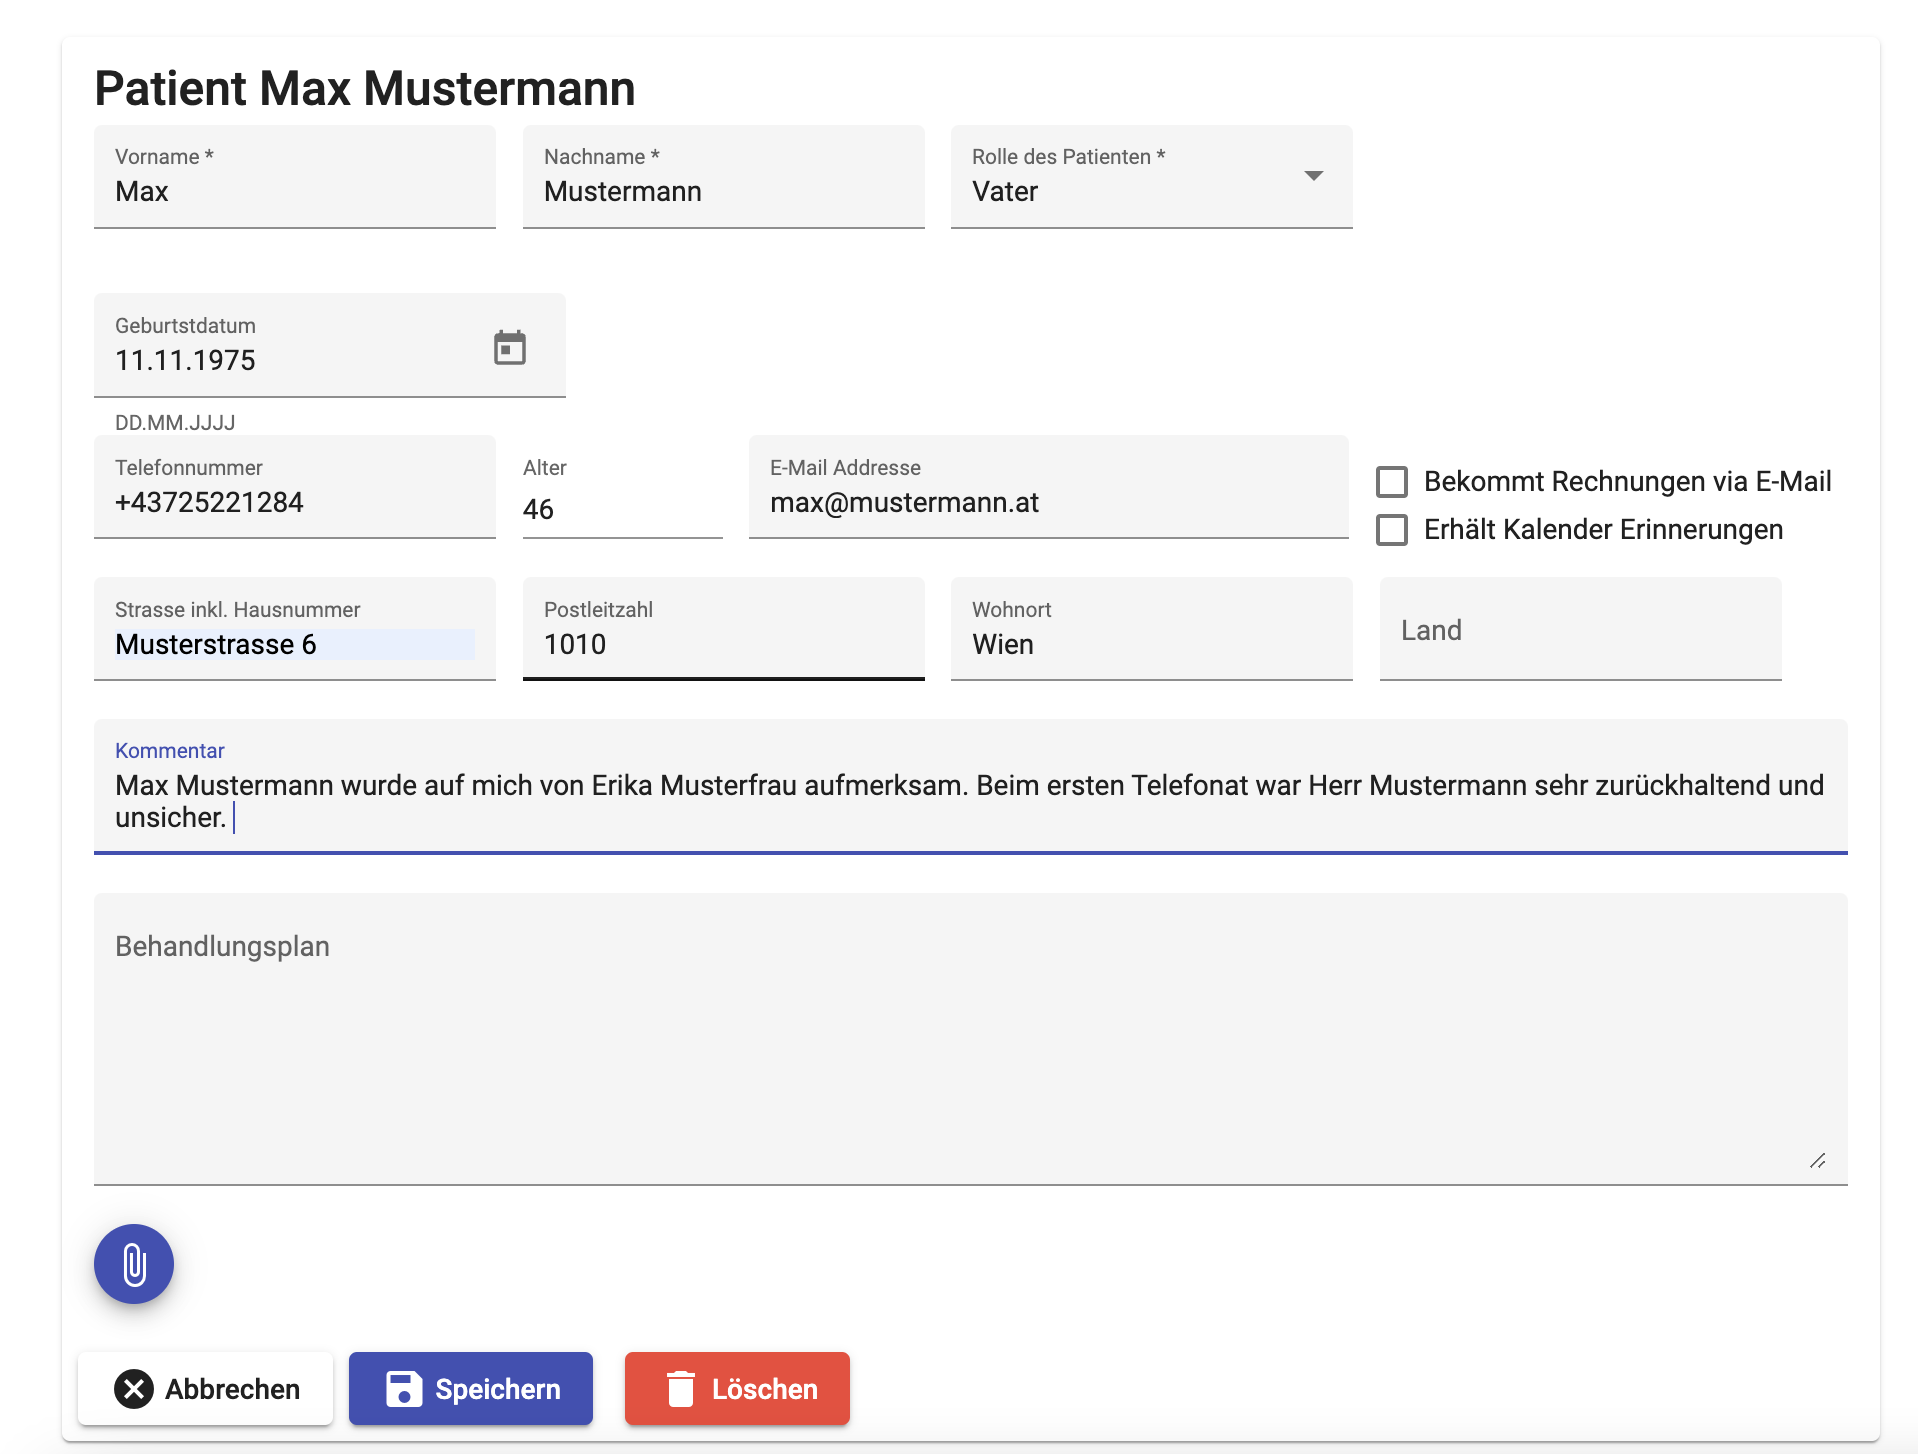 Patient Max Mustermann
Vorname *
Max
Nachname *
Mustermann
Rolle des Patienten *
Vater
Geburtstdatum
11.11.1975
DD.MM.JJJJ
Telefonnummer
+43725221284
Alter
46
E-Mail Addresse
max@mustermann.at
Bekommt Rechnungen via E-Mail
Erhält Kalender Erinnerungen
Strasse inkl. Hausnummer
Musterstrasse 6
Postleitzahl
1010
Wohnort
Wien
Land
Kommentar
Max Mustermann wurde auf mich von Erika Musterfrau aufmerksam. Beim ersten Telefonat war Herr Mustermann sehr zurückhaltend und
unsicher.
Behandlungsplan
Abbrechen
Speichern
Löschen